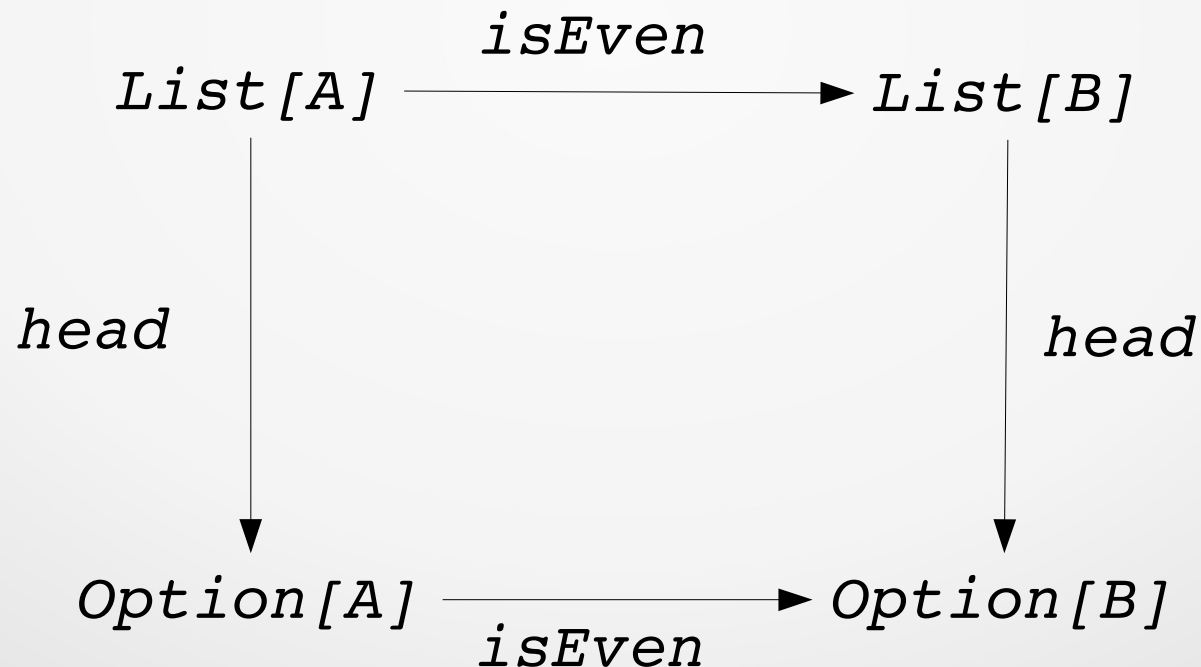 isEven
List[A]
List[B]
head
head
Option[A]
Option[B]
isEven